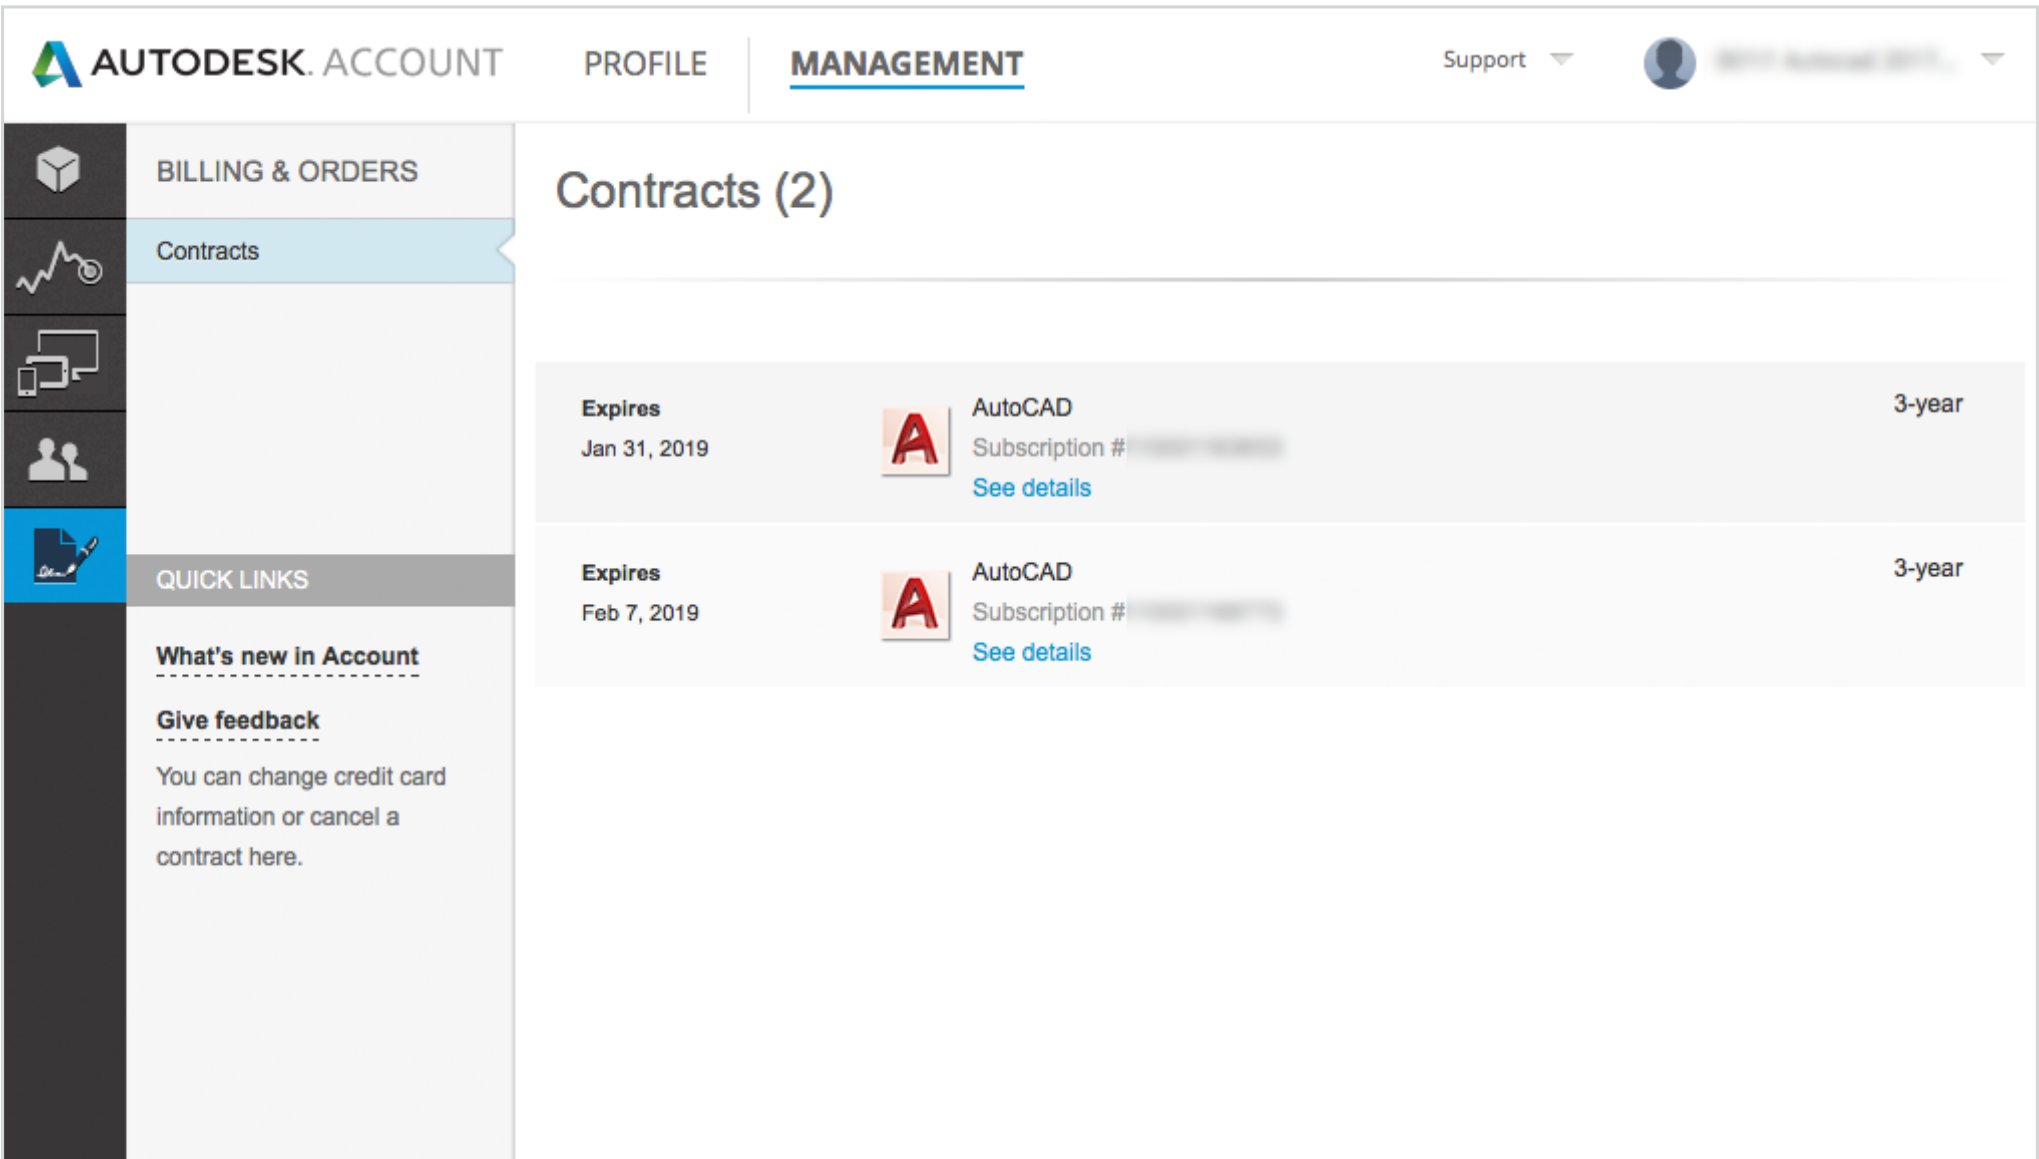 AUTODESK. ACCOUNT
PROFILE
MANAGEMENT
Support
BILLING & ORDERS
Contracts
QUICK LINKS
What's new in Account
Give feedback
You can change credit card
information or cancel a
contract here.
Contracts (2)
Expires
Jan 31, 2019
AutoCAD
Subscription #
See details
3-year
Expires
Feb 7, 2019
AutoCAD
Subscription #
See details
3-year